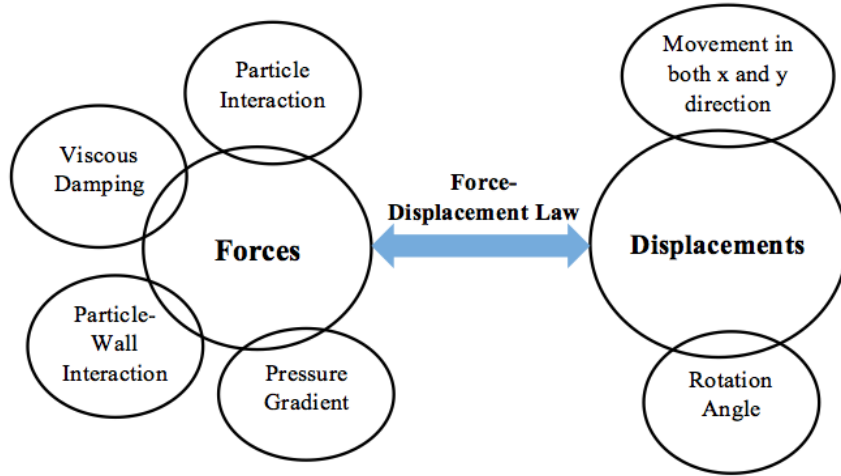 Particle
Interaction
Viscous
Damping
Forces
Particle-
Wall
Interaction
Pressure
Gradient
Force-
Displacement Law
Movement in
both x and y
direction
Displacements
Rotation
Angle